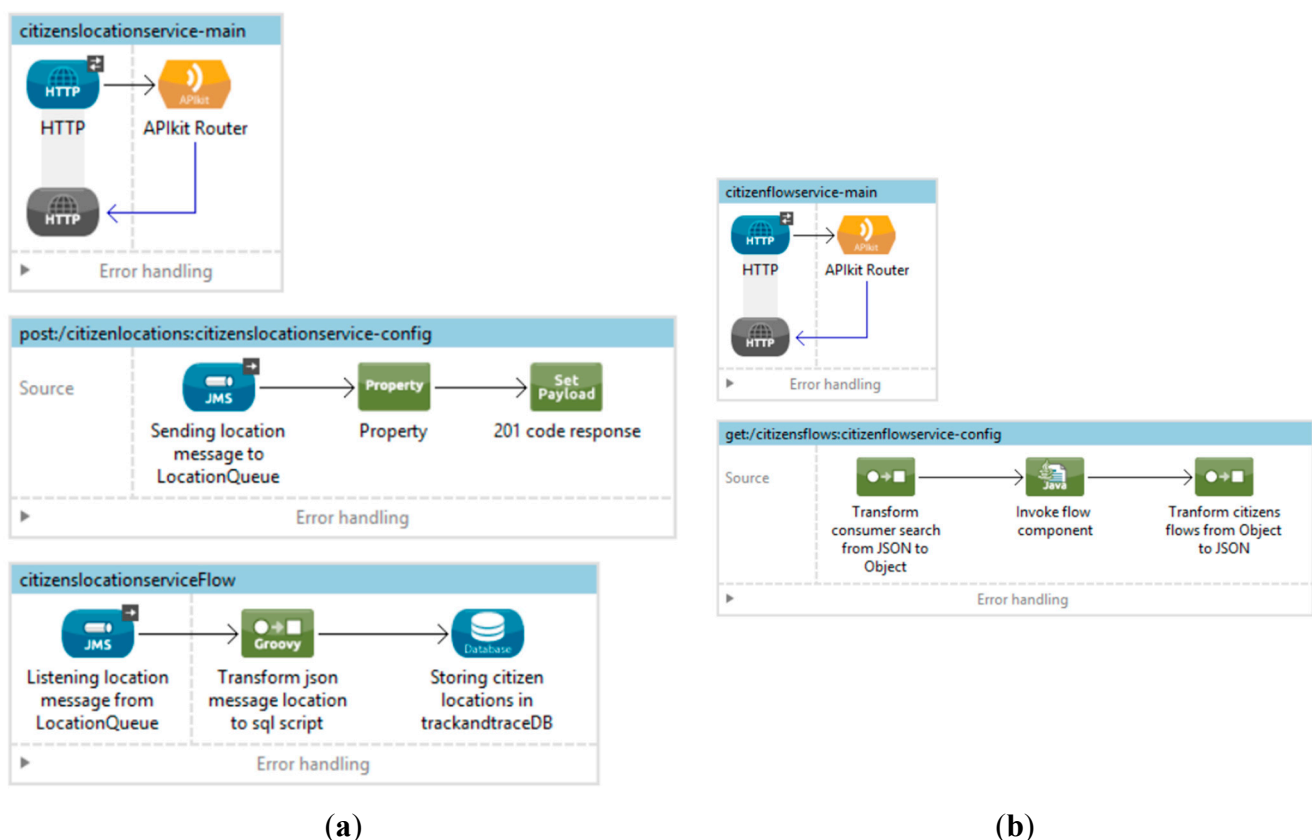 citizenslocationservice-main
HTTP
APIkit
HTTP
APIkit Router
HTTP
Error handling
post:/citizenlocations:citizenslocationservice-config
Source
JMS
Property
Set
Payload
Sending location
message to
LocationQueue
Property
201 code response
Error handling
citizenslocationserviceFlow
JMS
Groovy
Database
Listening location
message from
LocationQueue
Transform json
message location
to sql script
Storing citizen
locations in
trackandtraceDB
Error handling
(a)
citizenflowservice-main
HTTP
APIkit
HTTP
APIkit Router
HTTP
Error handling
get:/citizensflows:citizenflowservice-config
Source
Java
Transform
consumer search
from JSON to
Object
Invoke flow
component
Tranform citizens
flows from Object
to JSON
Error handling
(b)